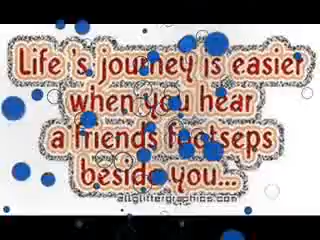 Life 's journey is easier
when you hear
a friends footseps
beside you...
allglittergraphics.com